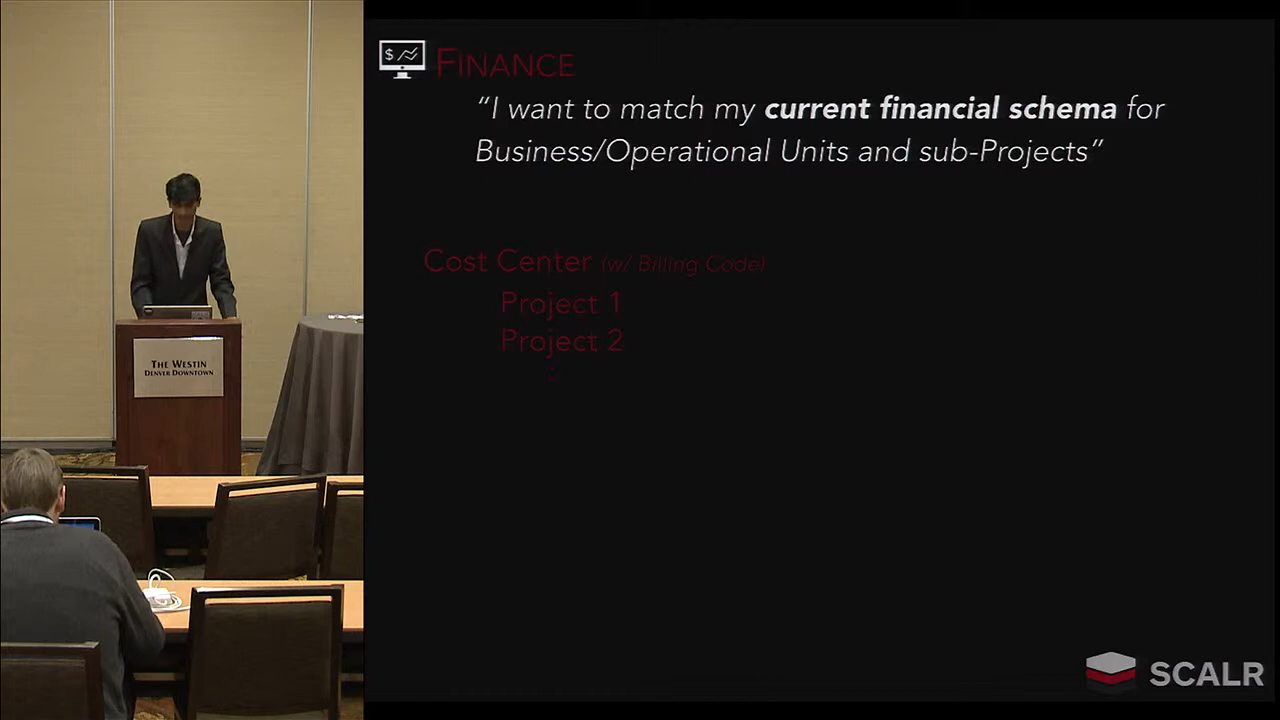 FINANCE
“I want to match my current financial schema for
Business/Operational Units and sub-Projects”
Cost Center (w/ Billing Code)
Project 1
Project 2
:
THE WESTIN
DENVER DOWNTOWN
SCALR